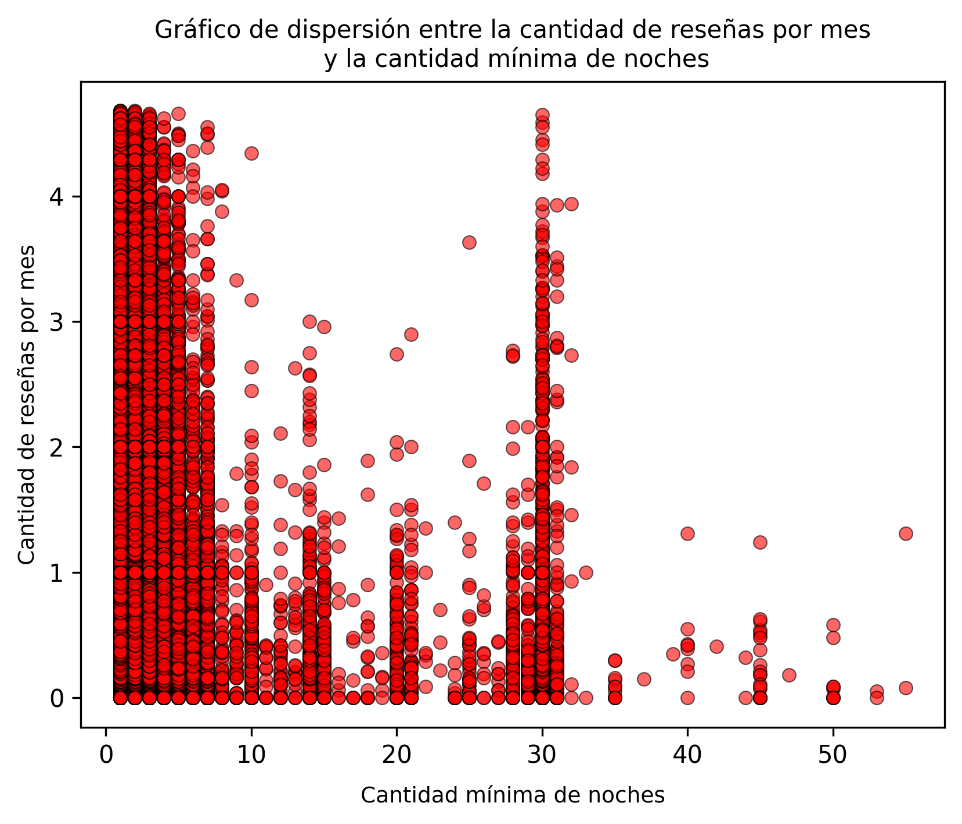 Gráfico de dispersión entre la cantidad de reseñas por mes
y la cantidad mínima de noches
Cantidad de reseñas por mes
4
3
2
1
0
0 10 20 30 40 50
Cantidad mínima de noches